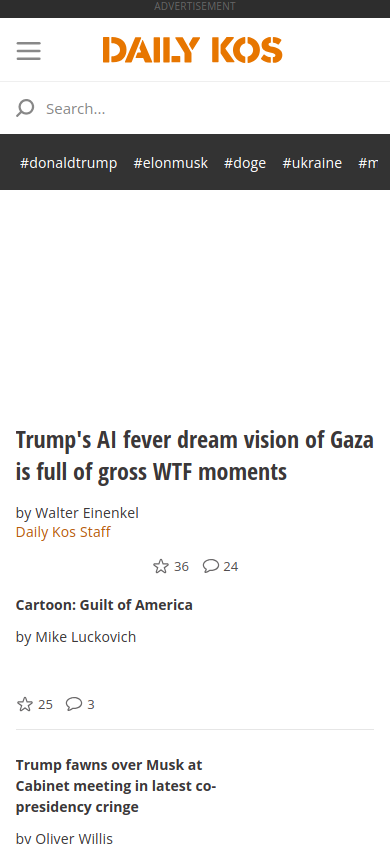 ADVERTISEMENT
DAILY KOS
Search...
#donaldtrump #elonmusk #doge #ukraine #m
Trump's AI fever dream vision of Gaza
is full of gross WTF moments
by Walter Einenkel
Daily Kos Staff
36 24
Cartoon: Guilt of America
by Mike Luckovich
25 3
Trump fawns over Musk at
Cabinet meeting in latest co-
presidency cringe
by Oliver Willis